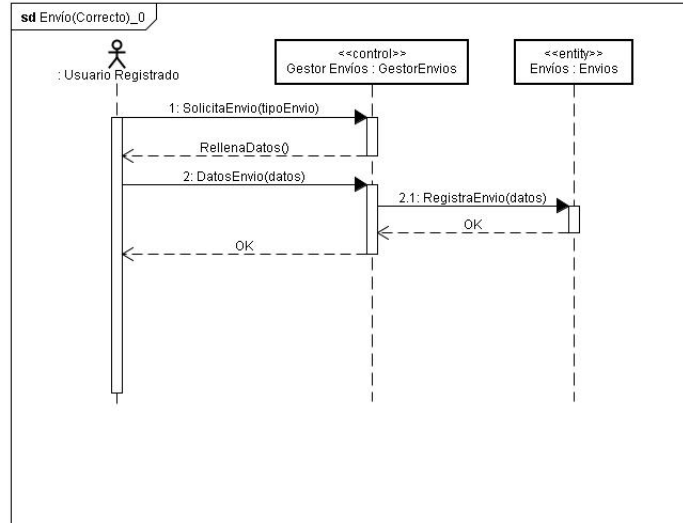 sd Envío(Correcto)_0
<<control>>
Gestor Envíos : GestorEnvios
<<entity>>
Envíos : Envios
: Usuario Registrado
1: SolicitaEnvio(tipoEnvio)
RellenaDatos()
2: DatosEnvio(datos)
2.1: RegistraEnvio(datos)
OK
OK